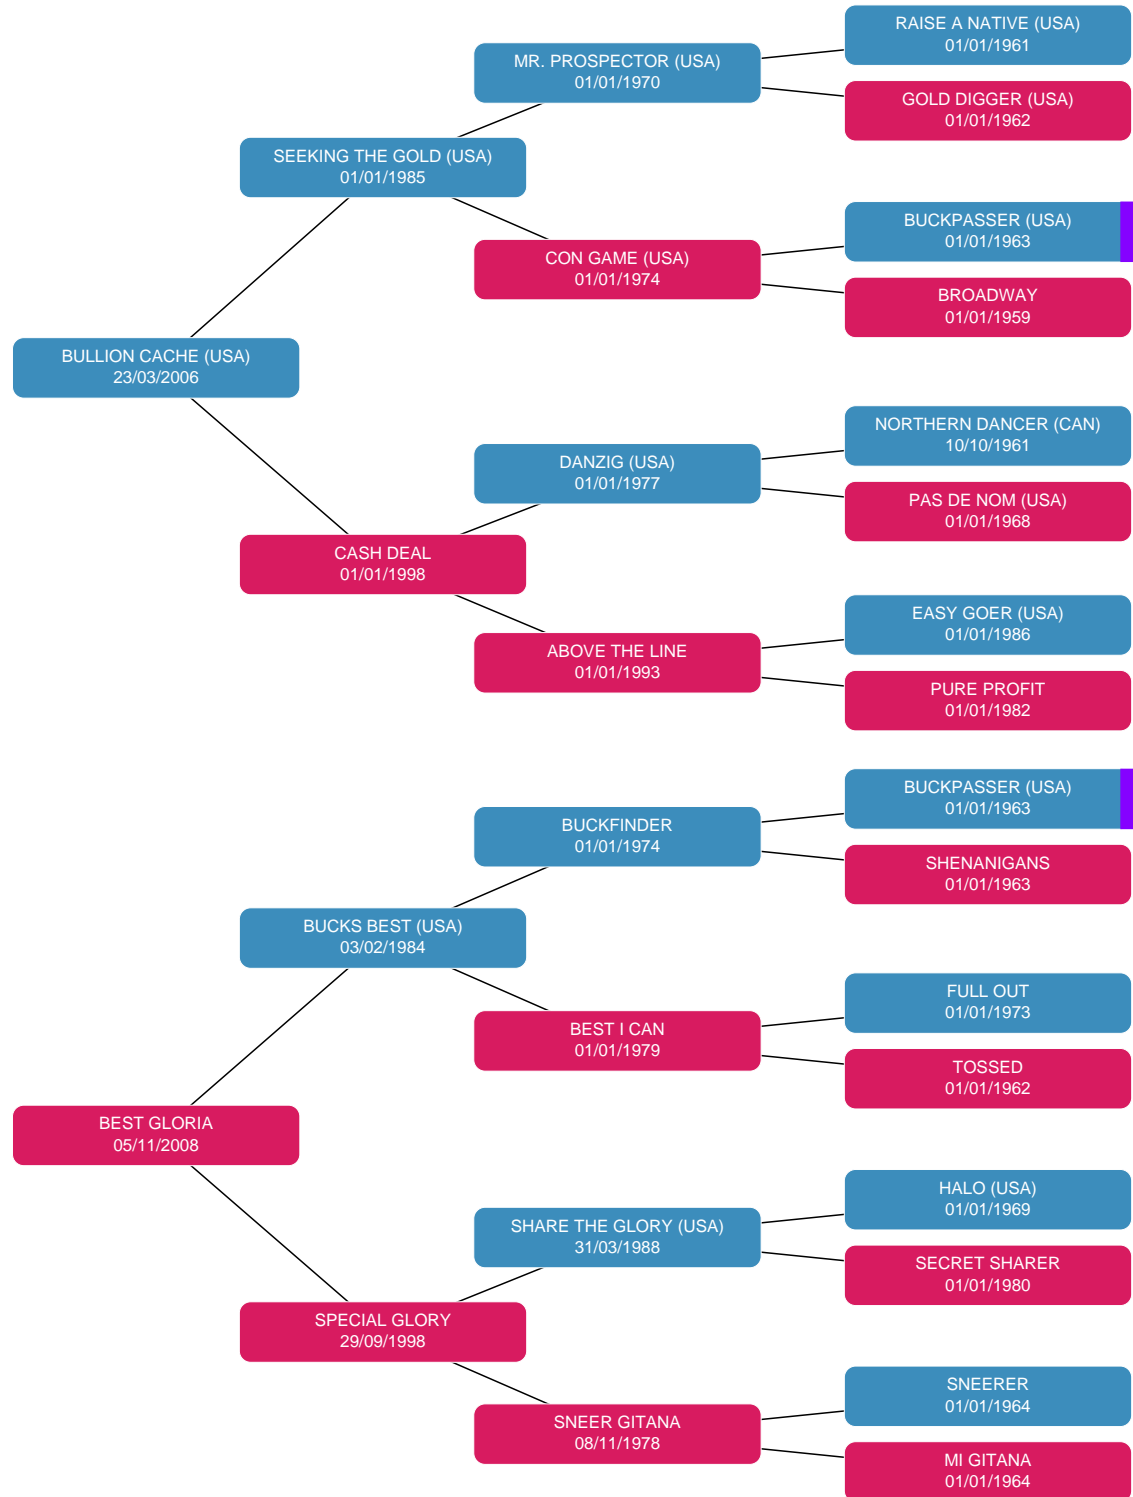 RAISE A NATIVE (USA)
01/01/1961
MR. PROSPECTOR (USA)
01/01/1970
GOLD DIGGER (USA)
01/01/1962
SEEKING THE GOLD (USA)
01/01/1985
BUCKPASSER (USA)
01/01/1963
CON GAME (USA)
01/01/1974
BROADWAY
01/01/1959
BULLION CACHE (USA)
23/03/2006
NORTHERN DANCER (CAN)
10/10/1961
DANZIG (USA)
01/01/1977
PAS DE NOM (USA)
01/01/1968
CASH DEAL
01/01/1998
EASY GOER (USA)
01/01/1986
ABOVE THE LINE
01/01/1993
PURE PROFIT
01/01/1982
BUCKPASSER (USA)
01/01/1963
BUCKFINDER
01/01/1974
SHENANIGANS
01/01/1963
BUCKS BEST (USA)
03/02/1984
FULL OUT
01/01/1973
BEST I CAN
01/01/1979
TOSSED
01/01/1962
BEST GLORIA
05/11/2008
HALO (USA)
01/01/1969
SHARE THE GLORY (USA)
31/03/1988
SECRET SHARER
01/01/1980
SPECIAL GLORY
29/09/1998
SNEERER
01/01/1964
SNEER GITANA
08/11/1978
MI GITANA
01/01/1964